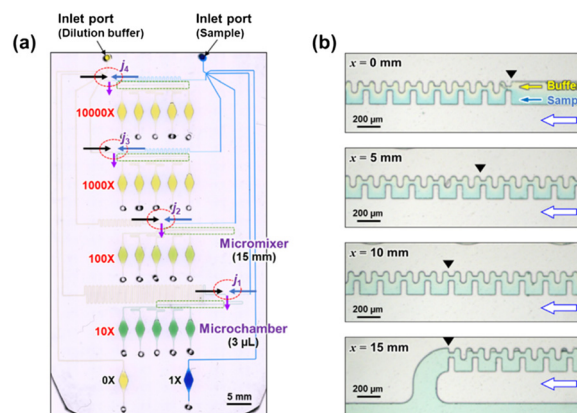 (a)
Inlet port
(Dilution buffer)
Inlet port
(Sample)
j4
10000X
j3
1000X
j2
Micromixer
(15 mm)
100X
j1
Microchamber
(3 μL)
10X
0X
1X
5 mm
(b)
x = 0 mm
Buffe
Samp
200 μm
x = 5 mm
200 μm
x = 10 mm
200 μm
x = 15 mm
200 μm